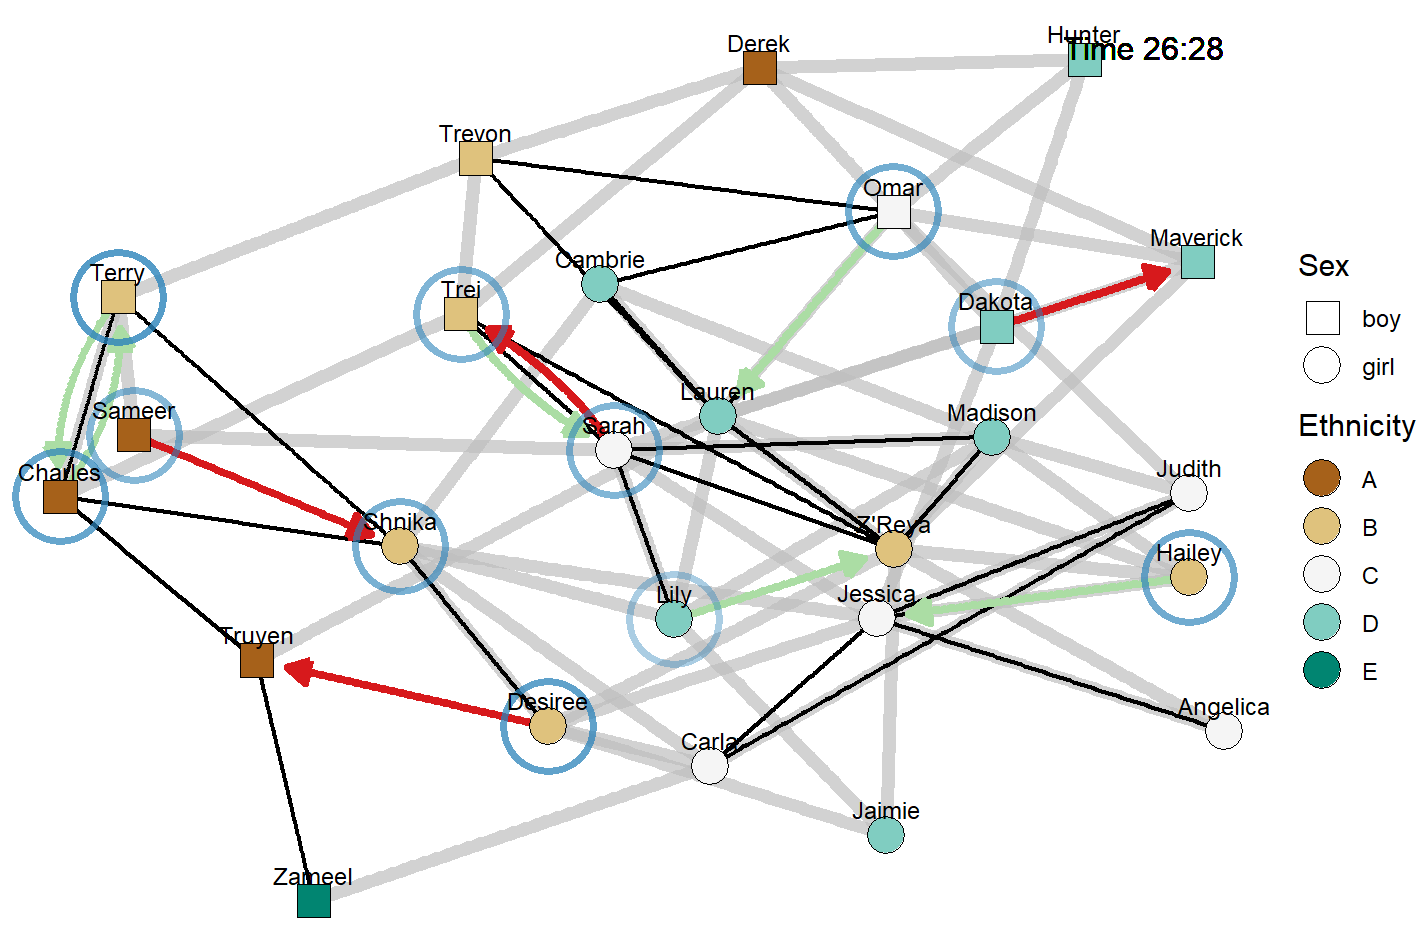 Derek
Hunter
Time 26:28
Trevon
Omar
Maverick
Cambrie
Terry
Trei
Dakota
Sex
boy
girl
Lauren
Sameer
Sarah
Madison
Ethnicity
Charles
Judith
A
Shnika
Z'Reya
B
Hailey
C
Lily
Jessica
D
Truyen
E
Desiree
Angelica
Carla
Jaimie
Zameel